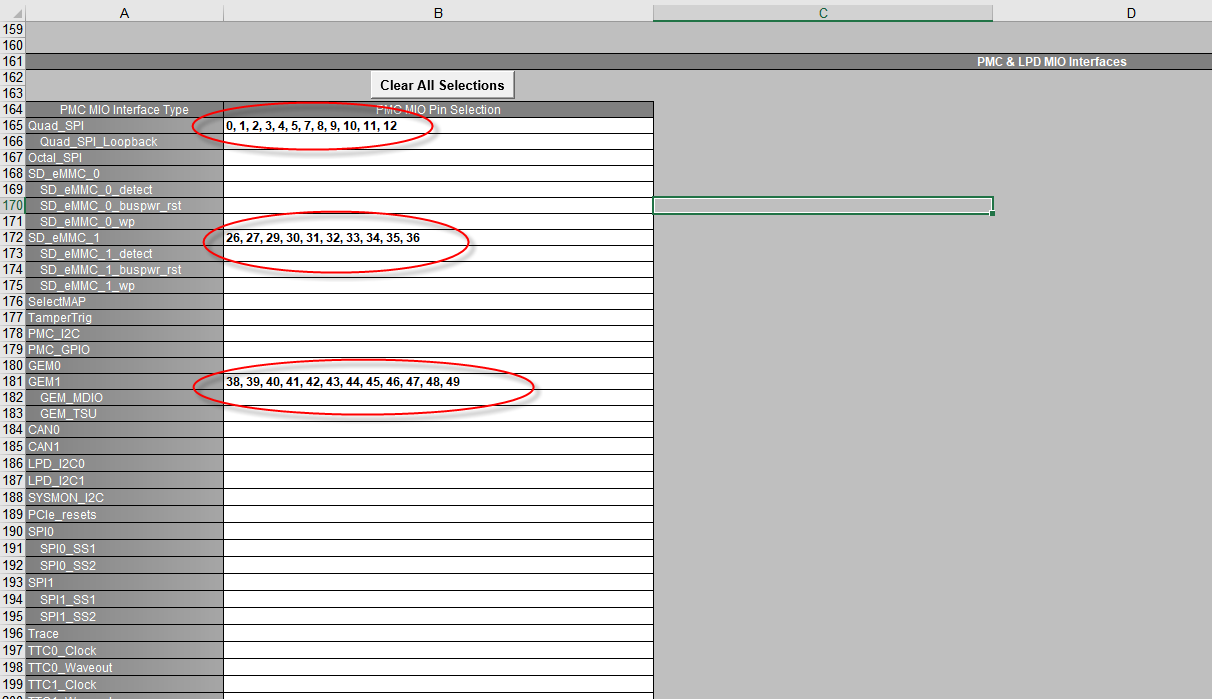 A B C D
159
160
161 PMC & LPD MIO Interfaces
162 Clear All Selections
163
164 PMC MIO Interface Type PMC MIO Pin Selection
165 Quad_SPI 0, 1, 2, 3, 4, 5, 7, 8, 9, 10, 11, 12
166 Quad_SPI_Loopback
167 Octal_SPI
168 SD_eMMC_0
169 SD_eMMC_0_detect
170 SD_eMMC_0_buspwr_rst
171 SD_eMMC_0_wp
172 SD_eMMC_1 26, 27, 29, 30, 31, 32, 33, 34, 35, 36
173 SD_eMMC_1_detect
174 SD_eMMC_1_buspwr_rst
175 SD_eMMC_1_wp
176 SelectMAP
177 TamperTrig
178 PMC_I2C
179 PMC_GPIO
180 GEM0
181 GEM1 38, 39, 40, 41, 42, 43, 44, 45, 46, 47, 48, 49
182 GEM_MDIO
183 GEM_TSU
184 CAN0
185 CAN1
186 LPD_I2C0
187 LPD_I2C1
188 SYSMON_I2C
189 PCIe_resets
190 SPI0
191 SPI0_SS1
192 SPI0_SS2
193 SPI1
194 SPI1_SS1
195 SPI1_SS2
196 Trace
197 TTC0_Clock
198 TTC0_Waveout
199 TTC1_Clock